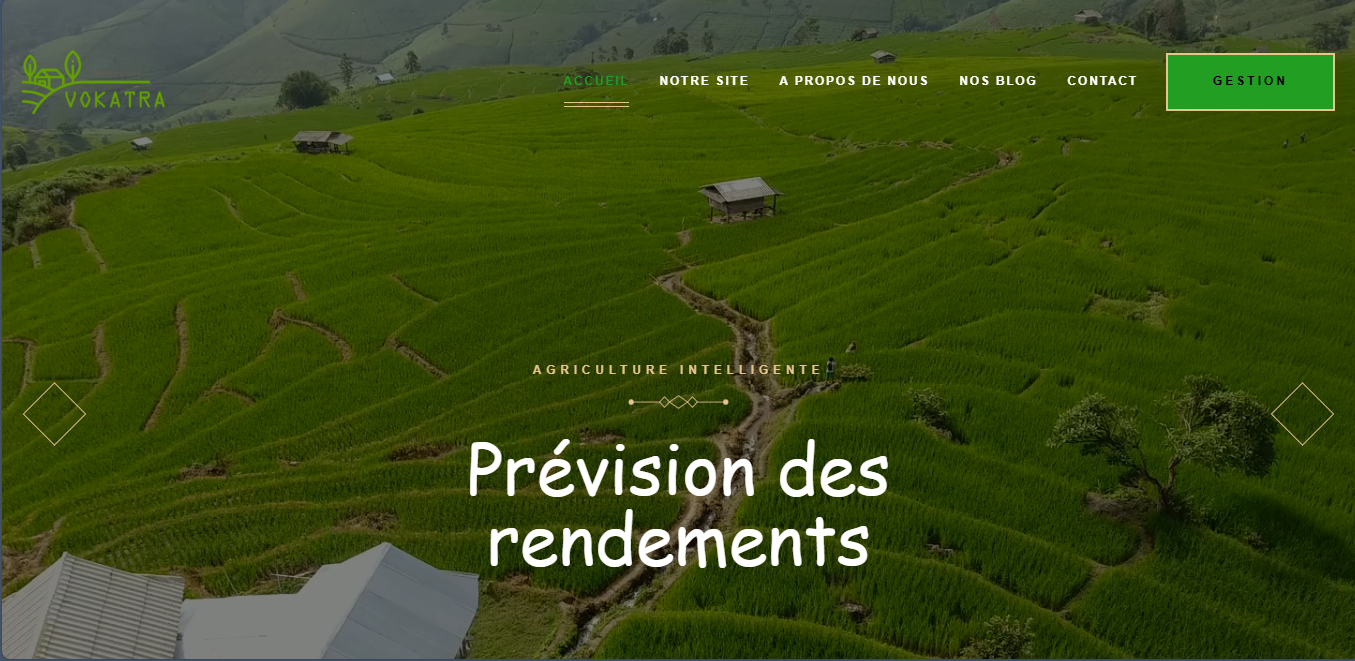 VOKATRA
ACCUEIL NOTRE SITE A PROPOS DE NOUS NOS BLOG CONTACT GESTION
AGRICULTURE INTELLIGENTE
Prévision des
rendements